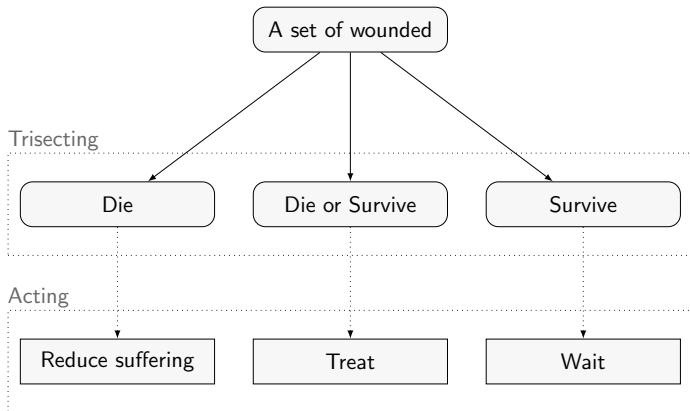 A set of wounded
Trisecting
Die
Die or Survive
Survive
Acting
Reduce suffering
Treat
Wait